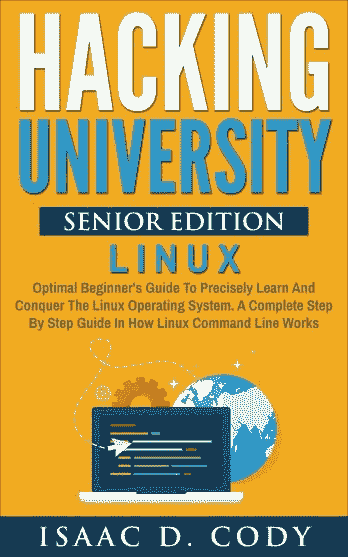 HACKING
UNIVERSITY
SENIOR EDITION
LINUX
Optimal Beginner's Guide To Precisely Learn And
Conquer The Linux Operating System. A Complete Step
By Step Guide In How Linux Command Line Works
ISAAC D. CODY